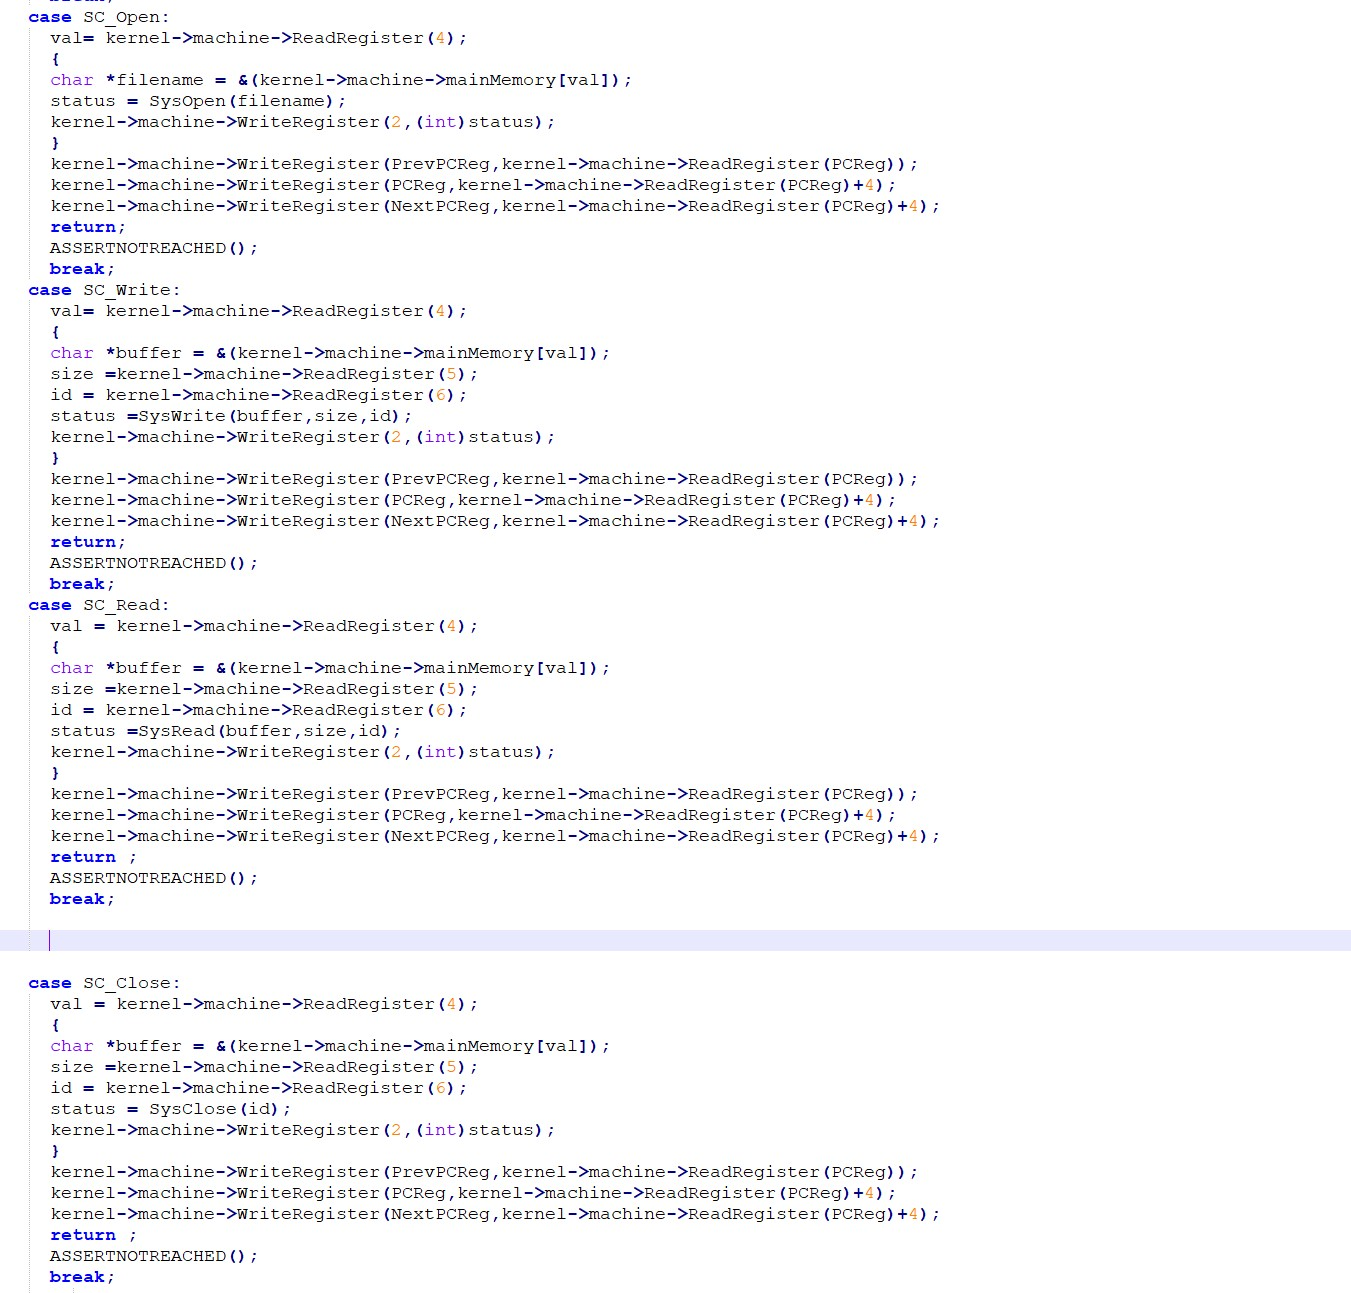 break;
case SC_Open:
val= kernel->machine->ReadRegister(4);
{
char *filename = &(kernel->machine->mainMemory[val]);
status = SysOpen(filename);
kernel->machine->WriteRegister(2,(int)status);
}
kernel->machine->WriteRegister(PrevPCReg,kernel->machine->ReadRegister(PCReg));
kernel->machine->WriteRegister(PCReg,kernel->machine->ReadRegister(PCReg)+4);
kernel->machine->WriteRegister(NextPCReg,kernel->machine->ReadRegister(PCReg)+4);
return;
ASSERTNOTREACHED();
break;
case SC_Write:
val= kernel->machine->ReadRegister(4);
{
char *buffer = &(kernel->machine->mainMemory[val]);
size =kernel->machine->ReadRegister(5);
id = kernel->machine->ReadRegister(6);
status =SysWrite(buffer,size,id);
kernel->machine->WriteRegister(2,(int)status);
}
kernel->machine->WriteRegister(PrevPCReg,kernel->machine->ReadRegister(PCReg));
kernel->machine->WriteRegister(PCReg,kernel->machine->ReadRegister(PCReg)+4);
kernel->machine->WriteRegister(NextPCReg,kernel->machine->ReadRegister(PCReg)+4);
return;
ASSERTNOTREACHED();
break;
case SC_Read:
val = kernel->machine->ReadRegister(4);
{
char *buffer = &(kernel->machine->mainMemory[val]);
size =kernel->machine->ReadRegister(5);
id = kernel->machine->ReadRegister(6);
status =SysRead(buffer,size,id);
kernel->machine->WriteRegister(2,(int)status);
}
kernel->machine->WriteRegister(PrevPCReg,kernel->machine->ReadRegister(PCReg));
kernel->machine->WriteRegister(PCReg,kernel->machine->ReadRegister(PCReg)+4);
kernel->machine->WriteRegister(NextPCReg,kernel->machine->ReadRegister(PCReg)+4);
return ;
ASSERTNOTREACHED();
break;
case SC_Close:
val = kernel->machine->ReadRegister(4);
{
char *buffer = &(kernel->machine->mainMemory[val]);
size =kernel->machine->ReadRegister(5);
id = kernel->machine->ReadRegister(6);
status = SysClose(id);
kernel->machine->WriteRegister(2,(int)status);
}
kernel->machine->WriteRegister(PrevPCReg,kernel->machine->ReadRegister(PCReg));
kernel->machine->WriteRegister(PCReg,kernel->machine->ReadRegister(PCReg)+4);
kernel->machine->WriteRegister(NextPCReg,kernel->machine->ReadRegister(PCReg)+4);
return ;
ASSERTNOTREACHED();
break;